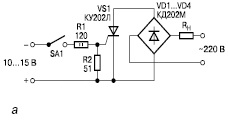 VS1
КУ202Л
VD1...VD4
КД202М
R1
120
Rн
–
10...15 В
SA1
R2
51
~220 В
+
а